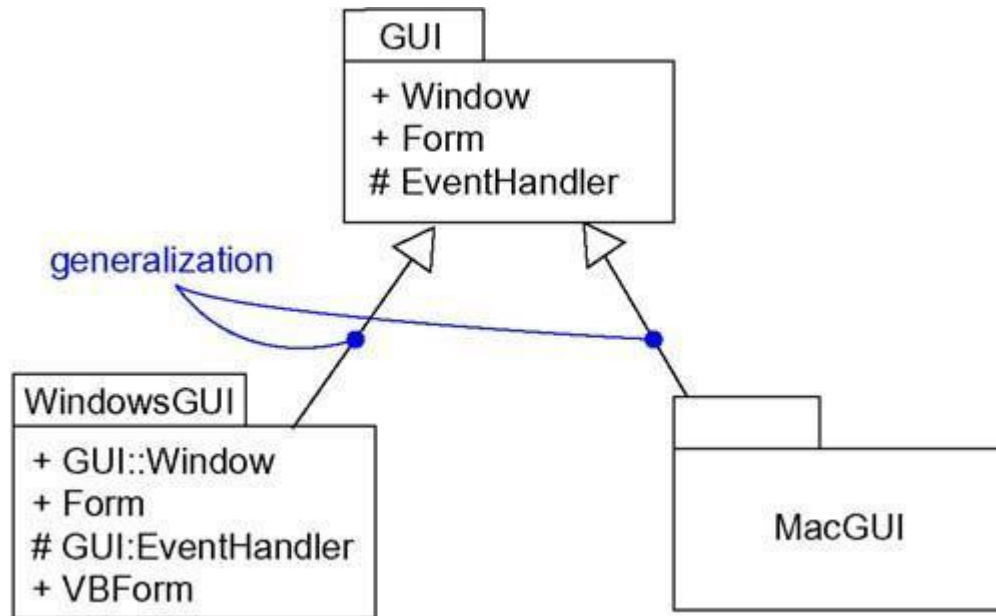 GUI
+ Window
+ Form
# EventHandler
generalization
WindowsGUI
+ GUI::Window
+ Form
# GUI:EventHandler
+ VBForm
MacGUI